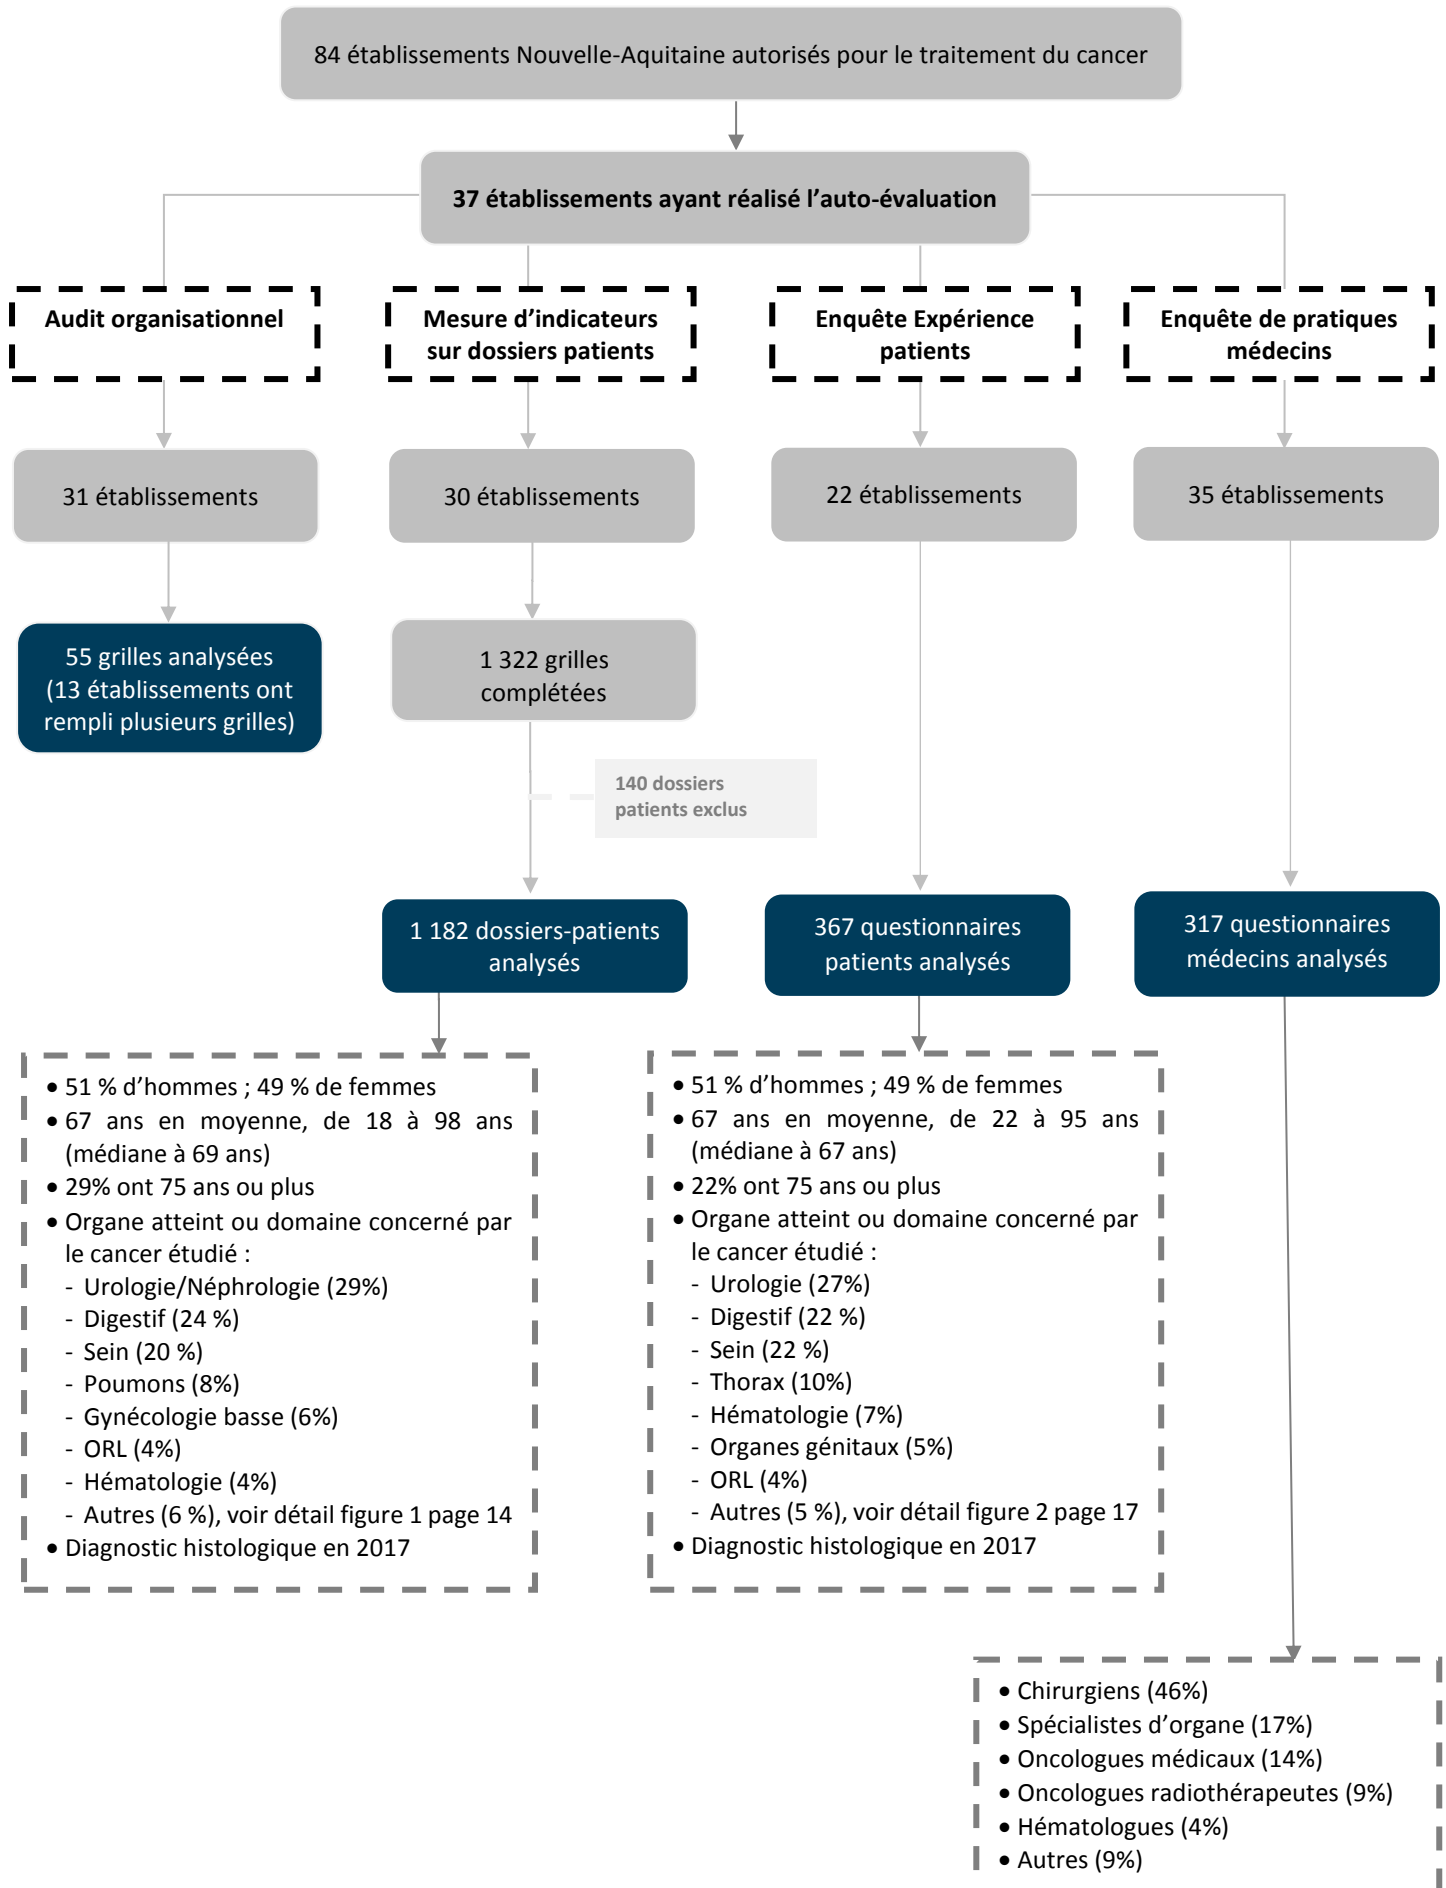 84 établissements Nouvelle-Aquitaine autorisés pour le traitement du cancer
37 établissements ayant réalisé l’auto-évaluation
Audit organisationnel
Mesure d’indicateurs
sur dossiers patients
Enquête Expérience
patients
Enquête de pratiques
médecins
31 établissements
30 établissements
22 établissements
35 établissements
55 grilles analysées
(13 établissements ont
rempli plusieurs grilles)
1 322 grilles
complétées
140 dossiers
patients exclus
1 182 dossiers-patients
analysés
367 questionnaires
patients analysés
317 questionnaires
médecins analysés
• 51 % d’hommes ; 49 % de femmes
• 67 ans en moyenne, de 18 à 98 ans
(médiane à 69 ans)
• 29% ont 75 ans ou plus
• Organe atteint ou domaine concerné par
le cancer étudié :
- Urologie/Néphrologie (29%)
- Digestif (24 %)
- Sein (20 %)
- Poumons (8%)
- Gynécologie basse (6%)
- ORL (4%)
- Hématologie (4%)
- Autres (6 %), voir détail figure 1 page 14
• Diagnostic histologique en 2017
• 51 % d’hommes ; 49 % de femmes
• 67 ans en moyenne, de 22 à 95 ans
(médiane à 67 ans)
• 22% ont 75 ans ou plus
• Organe atteint ou domaine concerné par
le cancer étudié :
- Urologie (27%)
- Digestif (22 %)
- Sein (22 %)
- Thorax (10%)
- Hématologie (7%)
- Organes génitaux (5%)
- ORL (4%)
- Autres (5 %), voir détail figure 2 page 17
• Diagnostic histologique en 2017
• Chirurgiens (46%)
• Spécialistes d’organe (17%)
• Oncologues médicaux (14%)
• Oncologues radiothérapeutes (9%)
• Hématologues (4%)
• Autres (9%)